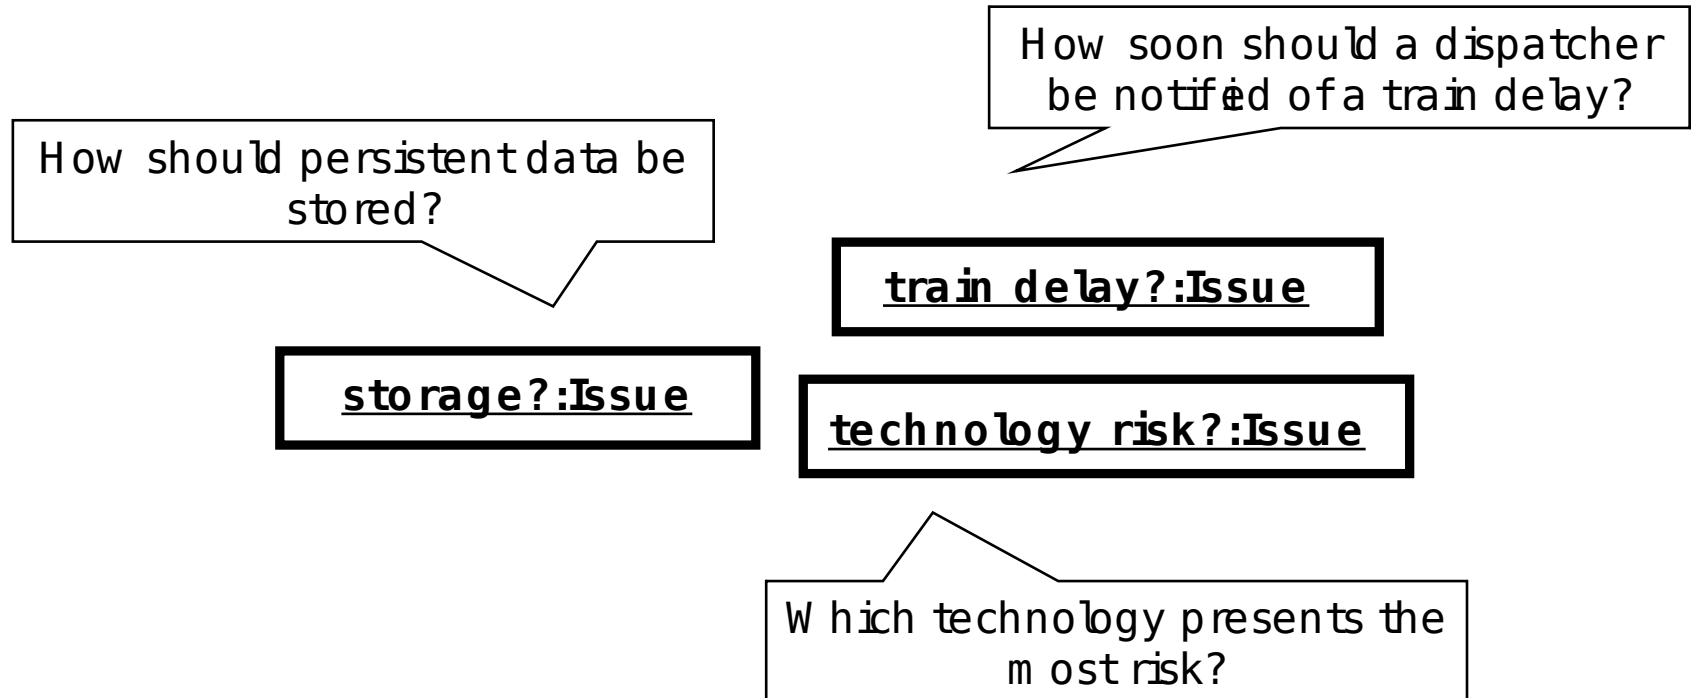 How soon should a dispatcher
be notified of a train delay?
How should persistent data be
stored?
train delay?:Issue
storage?:Issue
technology risk?:Issue
Which technology presents the
most risk?